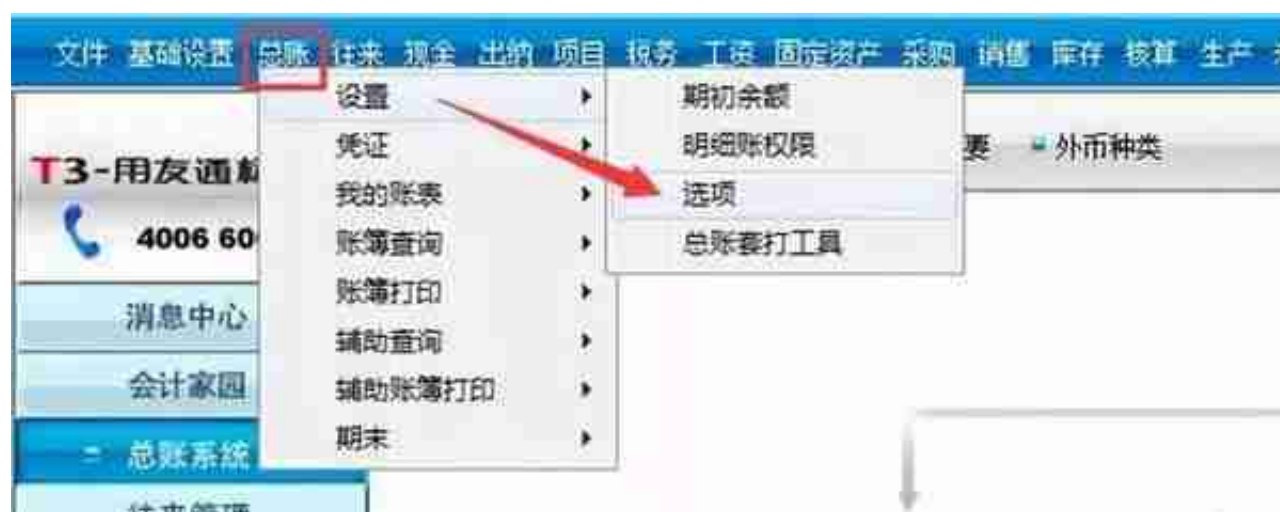 文件 基础设置 总账 往来 现金 出纳 项目 税务 工资 固定资产 采购 销售 库存 核算 生产
设置 期初余额
凭证 明细账权限 外币种类
T3-用友通
我的账表 选项
4006 60
账簿查询 总账套打工具
账簿打印
消息中心
辅助查询
会计家园
辅助账簿打印
期末
总账系统